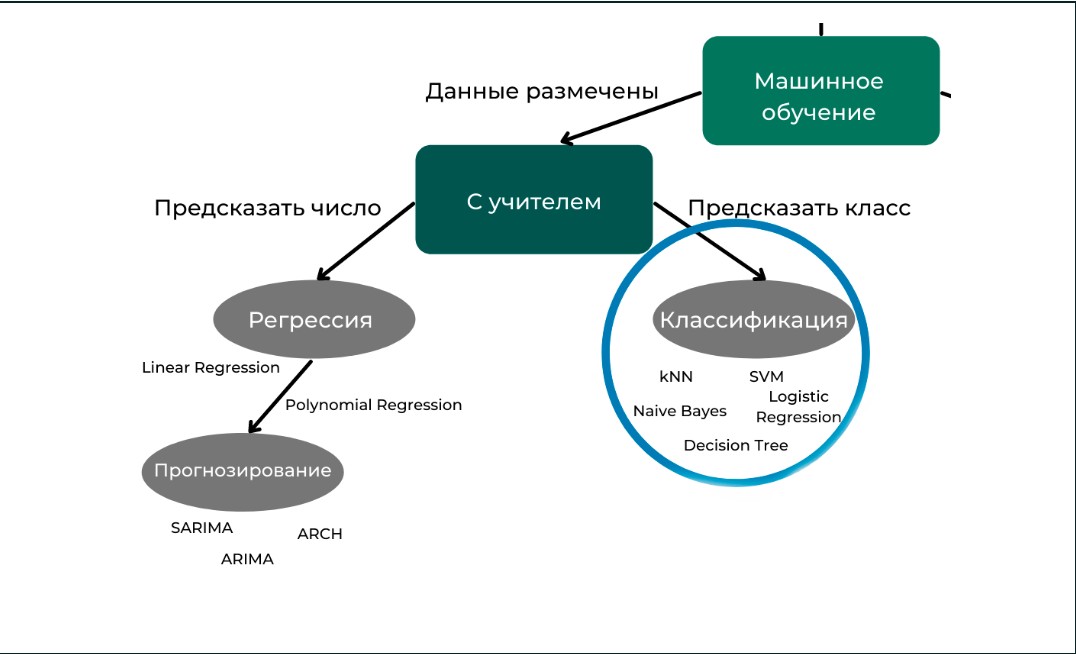 Данные размечены
Машинное
обучение
С учителем
Предсказать число
Предсказать класс
Регрессия
Классификация
Linear Regression
kNN
SVM
Logistic
Regression
Polynomial Regression
Naive Bayes
Decision Tree
Прогнозирование
SARIMA
ARCH
ARIMA